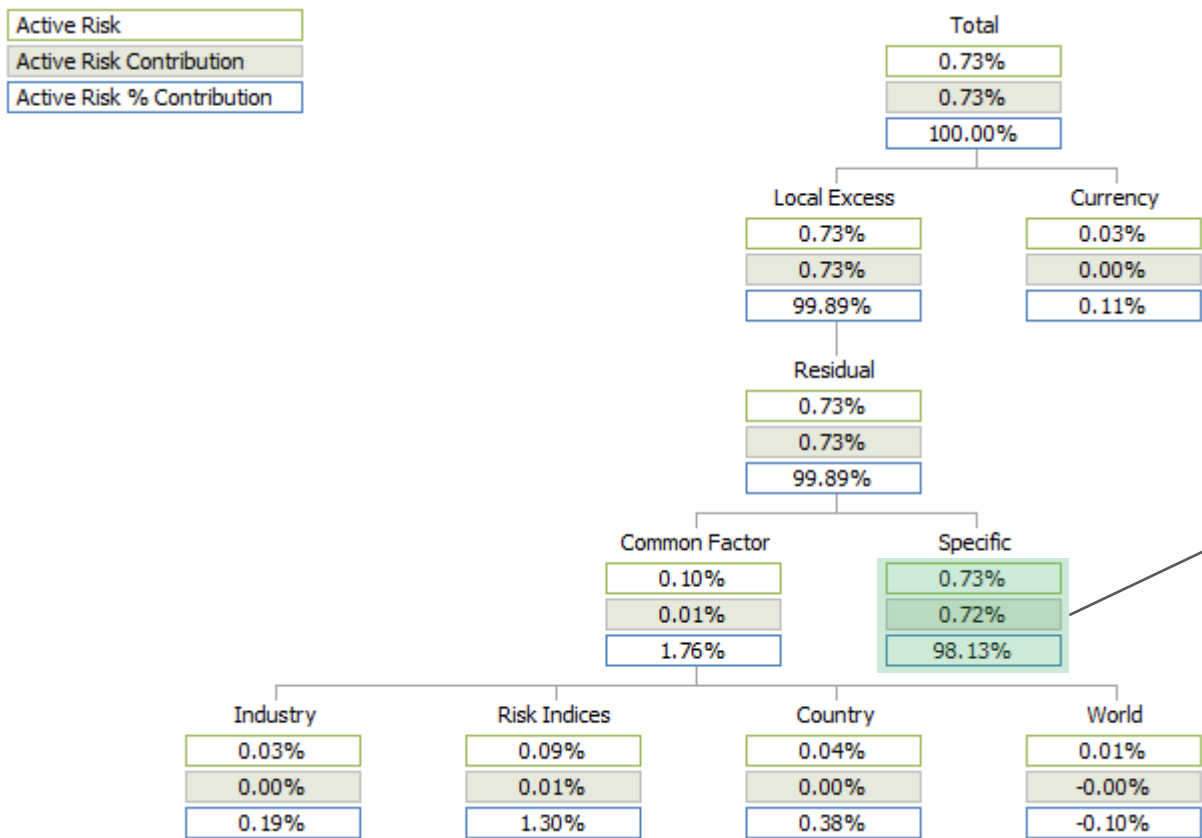 Active Risk
Active Risk Contribution
Active Risk % Contribution
Total
0.73%
0.73%
100.00%
Local Excess
0.73%
0.73%
99.89%
Currency
0.03%
0.00%
0.11%
Residual
0.73%
0.73%
99.89%
Common Factor
0.10%
0.01%
1.76%
Specific
0.73%
0.72%
98.13%
Industry
0.03%
0.00%
0.19%
Risk Indices
0.09%
0.01%
1.30%
Country
0.04%
0.00%
0.38%
World
0.01%
-0.00%
-0.10%